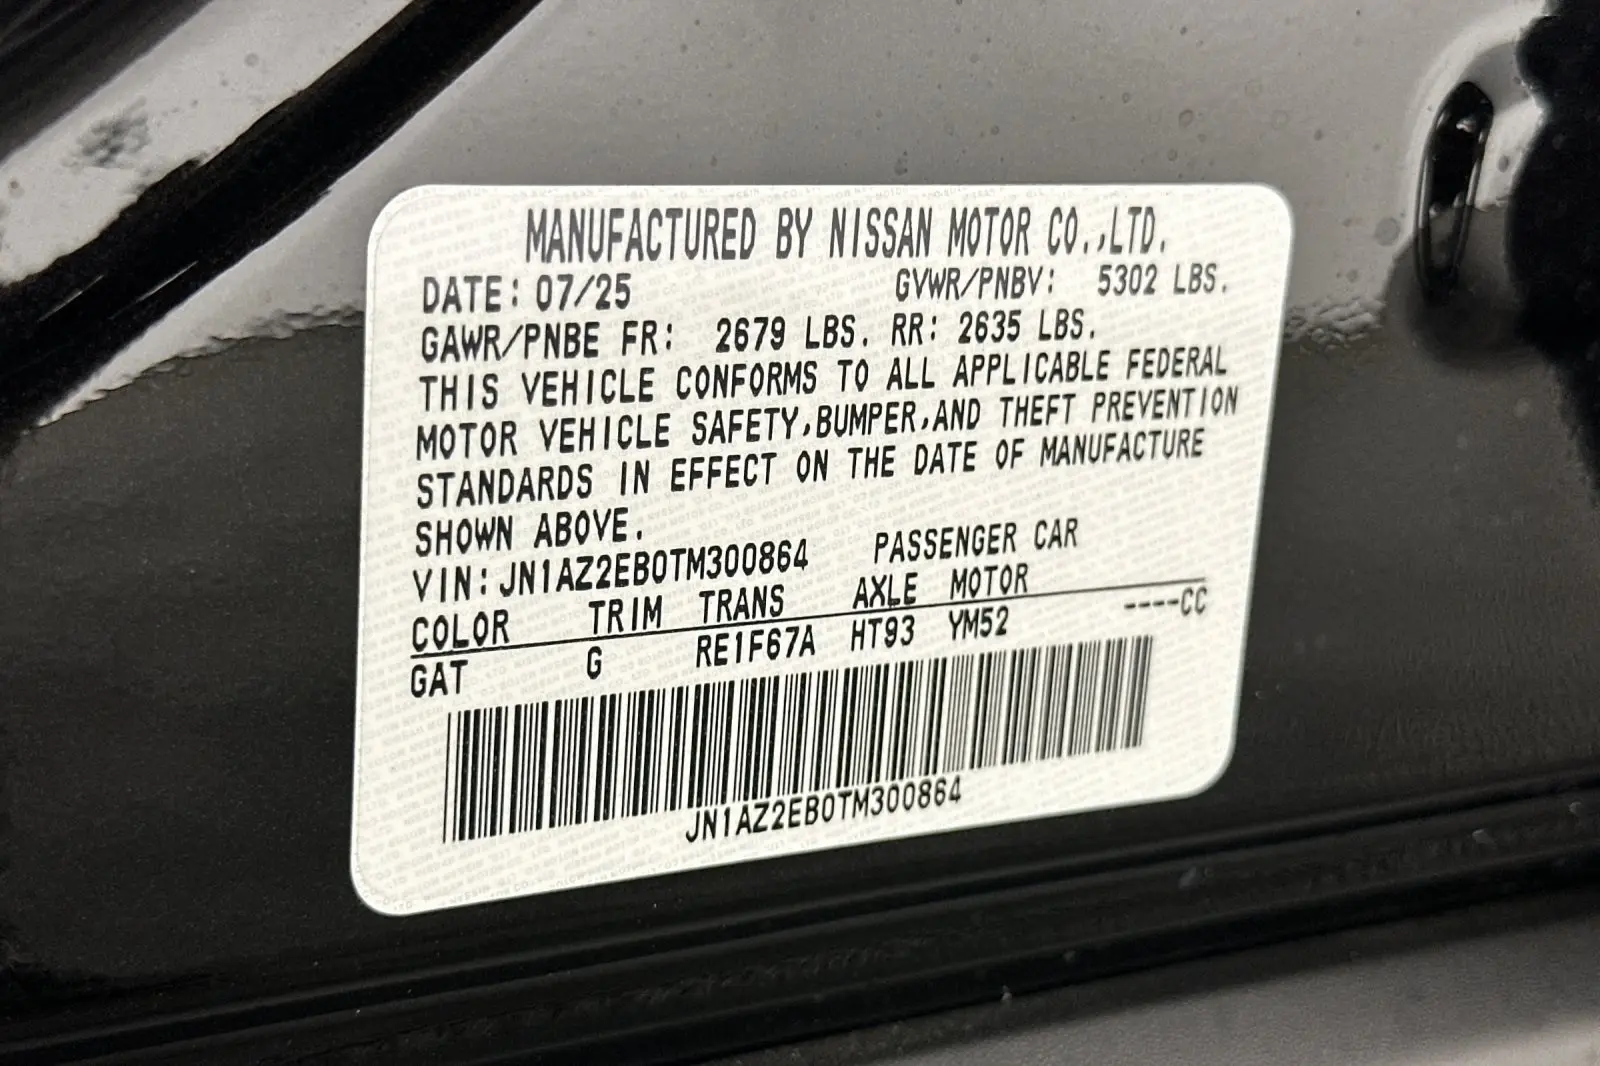 MANUFACTURED BY NISSAN MOTOR CO.,LTD.
DATE: 07/25 GVWR/PNBV: 5302 LBS.
GAWR/PNBE FR: 2679 LBS. RR: 2635 LBS.
THIS VEHICLE CONFORMS TO ALL APPLICABLE FEDERAL
MOTOR VEHICLE SAFETY,BUMPER,AND THEFT PREVENTION
STANDARDS IN EFFECT ON THE DATE OF MANUFACTURE
SHOWN ABOVE.
VIN: JN1AZ2EB0TM300864 PASSENGER CAR
COLOR TRIM TRANS AXLE MOTOR
GAT G RE1F67A HT93 YM52 ----CC
JN1AZ2EB0TM300864